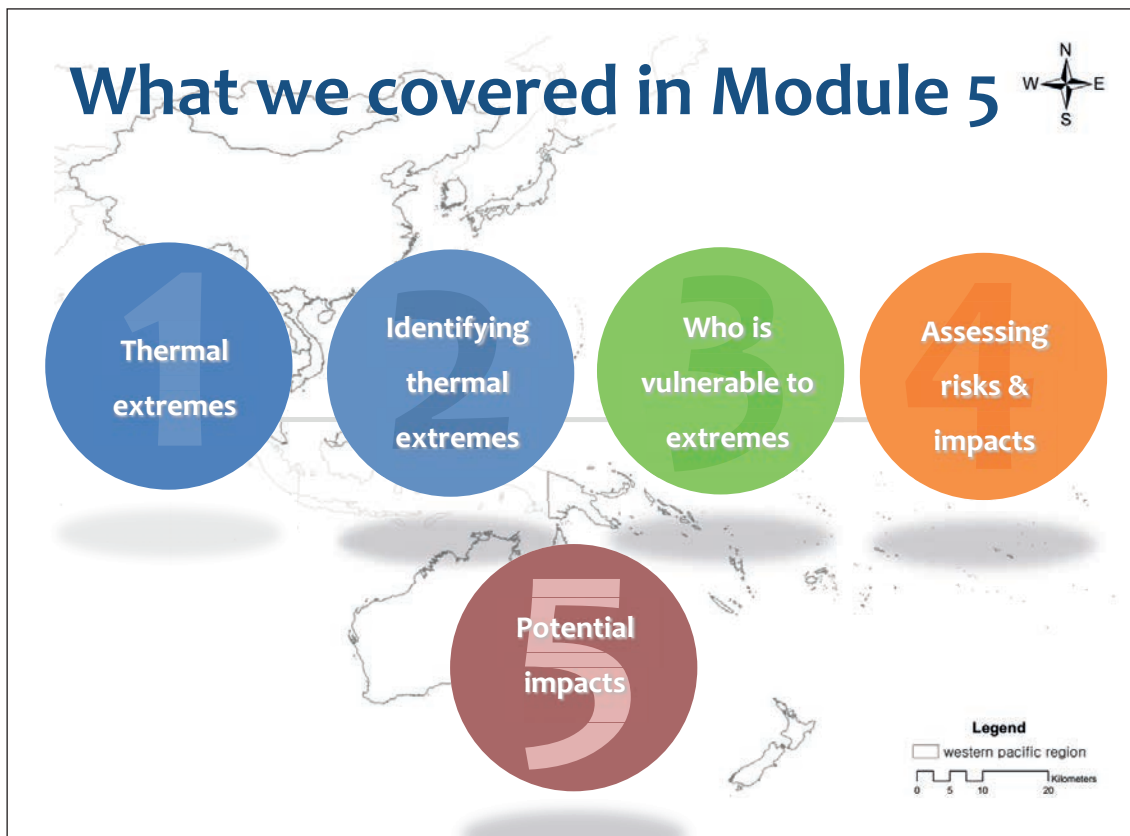 What we covered in Module 5
N
W E
S
1
Thermal
extremes
2
Identifying
thermal
extremes
3
Who is
vulnerable to
extremes
4
Assessing
risks &
impacts
5
Potential
impacts
Legend
western pacific region
Kilometers
0 5 10 20